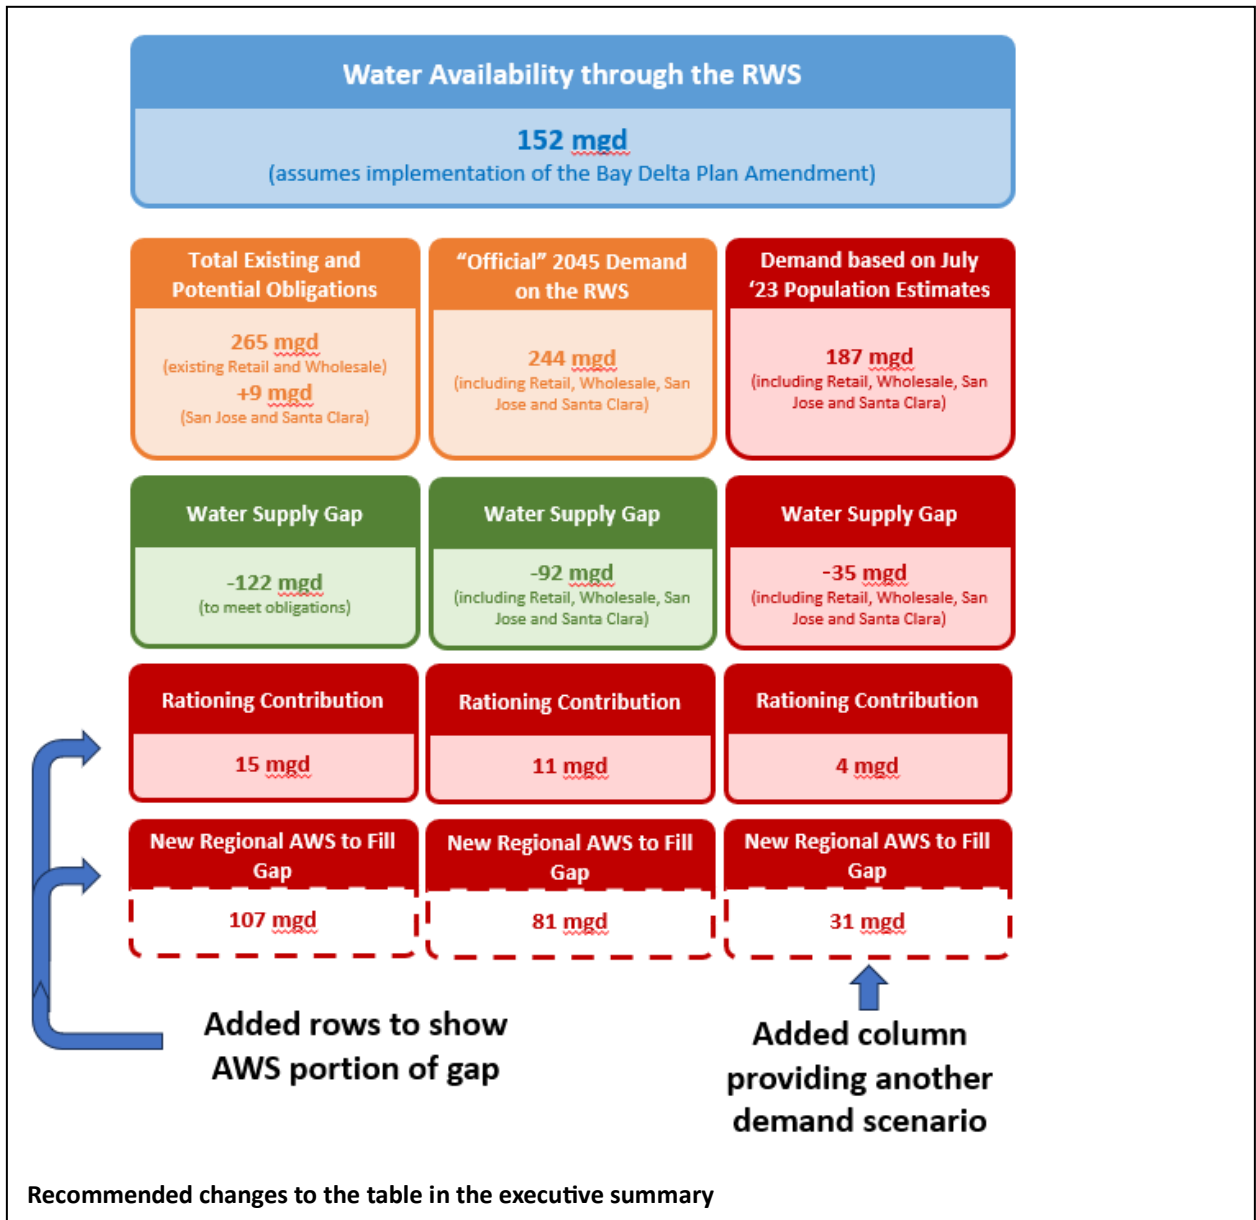 Water Availability through the RWS
152 mgd
(assumes implementation of the Bay Delta Plan Amendment)
Total Existing and
Potential Obligations
265 mgd
(existing Retail and Wholesale)
+9 mgd
(San Jose and Santa Clara)
“Official” 2045 Demand
on the RWS
244 mgd
(including Retail, Wholesale, San
Jose and Santa Clara)
Demand based on July
‘23 Population Estimates
187 mgd
(including Retail, Wholesale, San
Jose and Santa Clara)
Water Supply Gap
-122 mgd
(to meet obligations)
Water Supply Gap
-92 mgd
(including Retail, Wholesale, San
Jose and Santa Clara)
Water Supply Gap
-35 mgd
(including Retail, Wholesale, San
Jose and Santa Clara)
Rationing Contribution
15 mgd
Rationing Contribution
11 mgd
Rationing Contribution
4 mgd
New Regional AWS to Fill
Gap
107 mgd
New Regional AWS to Fill
Gap
81 mgd
New Regional AWS to Fill
Gap
31 mgd
Added rows to show
AWS portion of gap
Added column
providing another
demand scenario
Recommended changes to the table in the executive summary